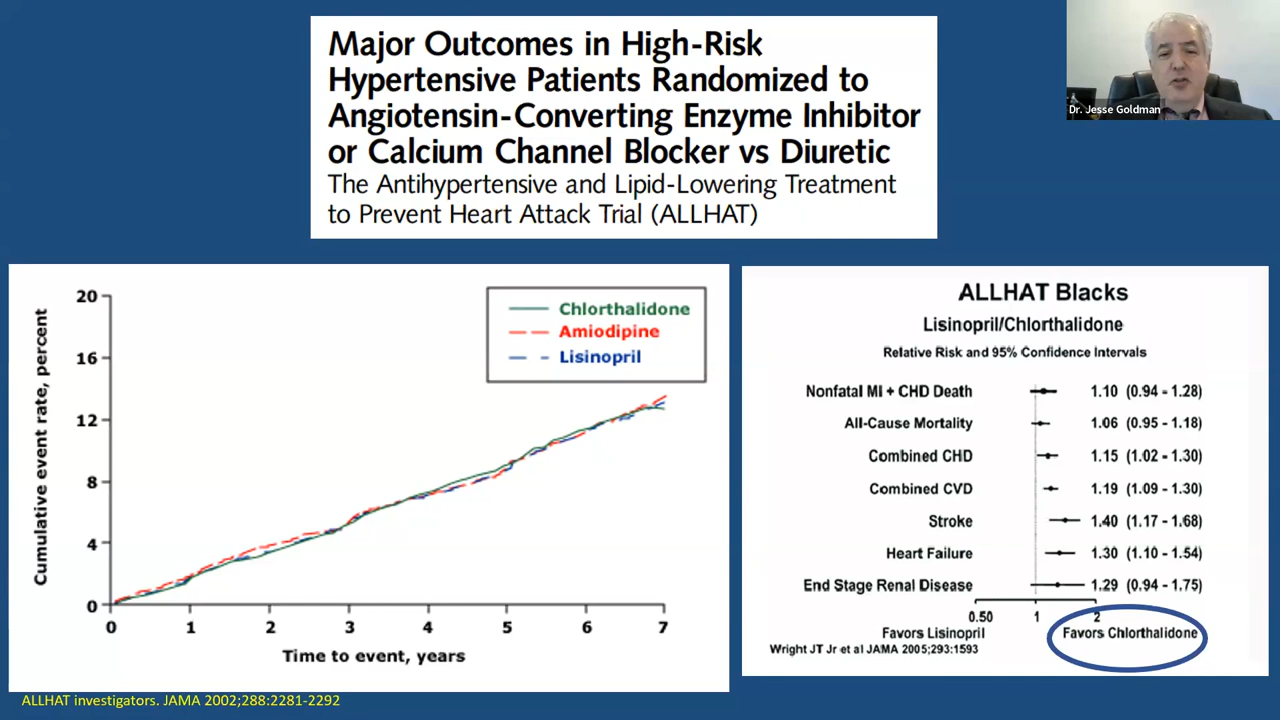 Major Outcomes in High-Risk
Hypertensive Patients Randomized to
Angiotensin-Converting Enzyme Inhibitor
or Calcium Channel Blocker vs Diuretic
The Antihypertensive and Lipid-Lowering Treatment
to Prevent Heart Attack Trial (ALLHAT)
Dr. Jesse Goldman
Cumulative event rate, percent
20
16
12
8
4
0
Chlorthalidone
Amiodipine
Lisinopril
0 1 2 3 4 5 6 7
Time to event, years
ALLHAT Blacks
Lisinopril/Chlorthalidone
Relative Risk and 95% Confidence Intervals
Nonfatal MI + CHD Death 1.10 (0.94 - 1.28)
All-Cause Mortality 1.06 (0.95 - 1.18)
Combined CHD 1.15 (1.02 - 1.30)
Combined CVD 1.19 (1.09 - 1.30)
Stroke 1.40 (1.17 - 1.68)
Heart Failure 1.30 (1.10 - 1.54)
End Stage Renal Disease 1.29 (0.94 - 1.75)
0.50 1 2
Favors Lisinopril Favors Chlorthalidone
Wright JT Jr et al JAMA 2005;293:1593
ALLHAT investigators. JAMA 2002;288:2281-2292